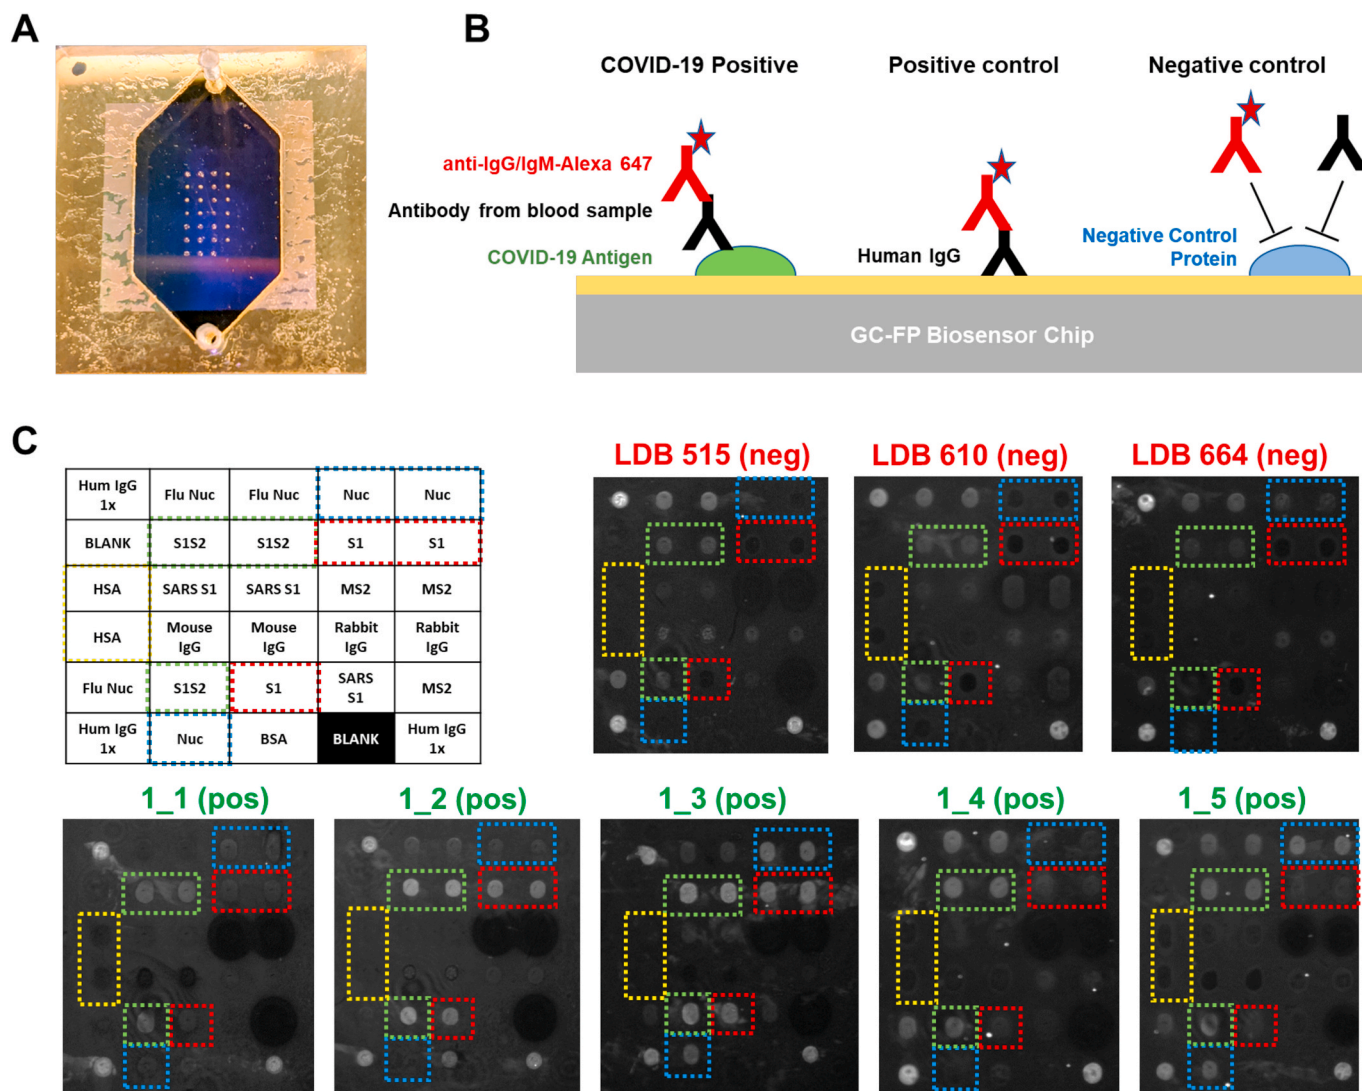 A
B
COVID-19 Positive
Positive control
Negative control
anti-IgG/IgM-Alexa 647
Antibody from blood sample
COVID-19 Antigen
Human IgG
Negative Control
Protein
GC-FP Biosensor Chip
C
Hum IgG
1x
Flu Nuc
Flu Nuc
Nuc
Nuc
BLANK
S1S2
S1S2
S1
S1
HSA
SARS S1
SARS S1
MS2
MS2
HSA
Mouse
IgG
Mouse
IgG
Rabbit
IgG
Rabbit
IgG
Flu Nuc
S1S2
S1
SARS
S1
MS2
Hum IgG
1x
Nuc
BSA
BLANK
Hum IgG
1x
LDB 515 (neg)
LDB 610 (neg)
LDB 664 (neg)
1_1 (pos)
1_2 (pos)
1_3 (pos)
1_4 (pos)
1_5 (pos)